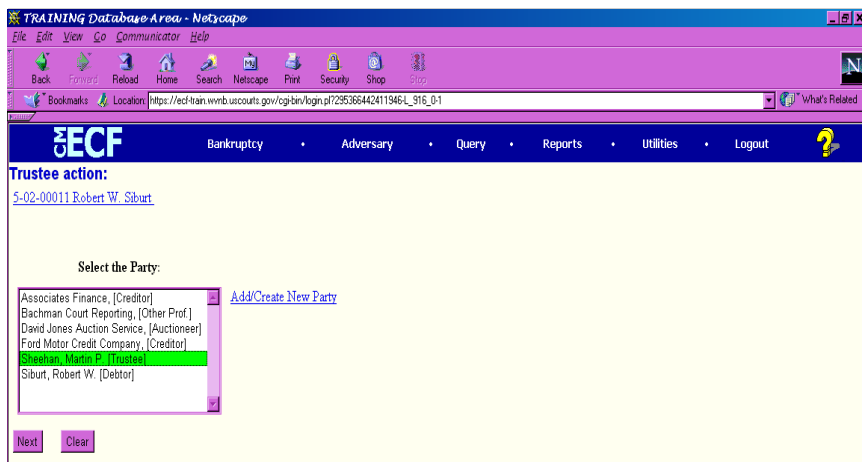 TRAINING Database Area - Netscape
File Edit View Go Communicator Help
Back Forward Reload Home Search Netscape Print Security Shop Stop
N
Bookmarks Location: https://ecf-train.wvnb.uscourts.gov/cgi-bin/login.pl?295366442411946-L_916_0-1 What's Related
CM ECF Bankruptcy • Adversary • Query • Reports • Utilities • Logout ?
Trustee action:
5-02-00011 Robert W. Siburt
Select the Party:
Associates Finance, [Creditor] Add/Create New Party
Bachman Court Reporting, [Other Prof.]
David Jones Auction Service, [Auctioneer]
Ford Motor Credit Company, [Creditor]
Sheehan, Martin P. [Trustee]
Siburt, Robert W. [Debtor]
Next Clear